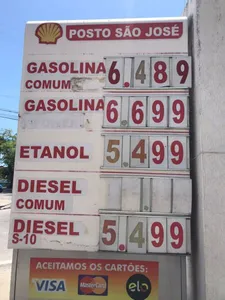 POSTO SÃO JOSÉ
GASOLINA 6.489
COMUM
GASOLINA 6.699
ETANOL 5.499
DIESEL
COMUM
DIESEL 5.499
S-10
ACEITAMOS OS CARTÕES:
VISA MasterCard elo